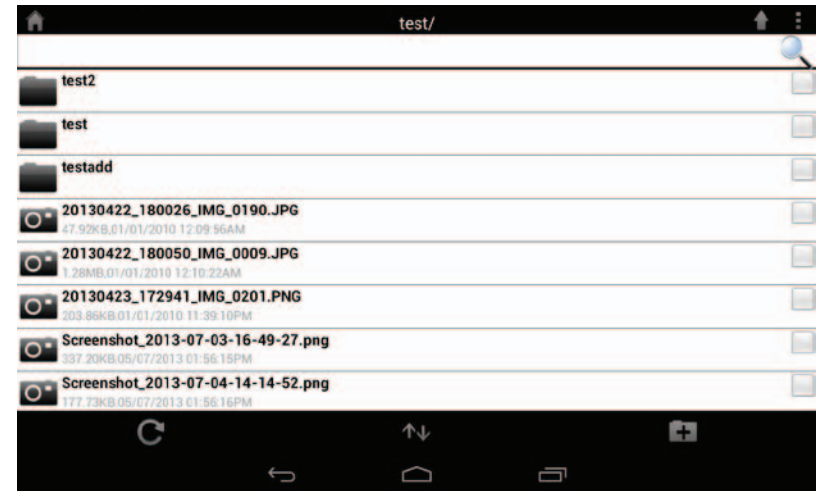 test/
test2
test
testadd
20130422_180026_IMG_0190.JPG
47.92KB,01/01/2010 12:09:56AM
20130422_180050_IMG_0009.JPG
1.28MB,01/01/2010 12:10:22AM
20130423_172941_IMG_0201.PNG
203.86KB,01/01/2010 11:39:10PM
Screenshot_2013-07-03-16-49-27.png
337.20KB,05/07/2013 01:56:15PM
Screenshot_2013-07-04-14-14-52.png
177.73KB,05/07/2013 01:56:16PM